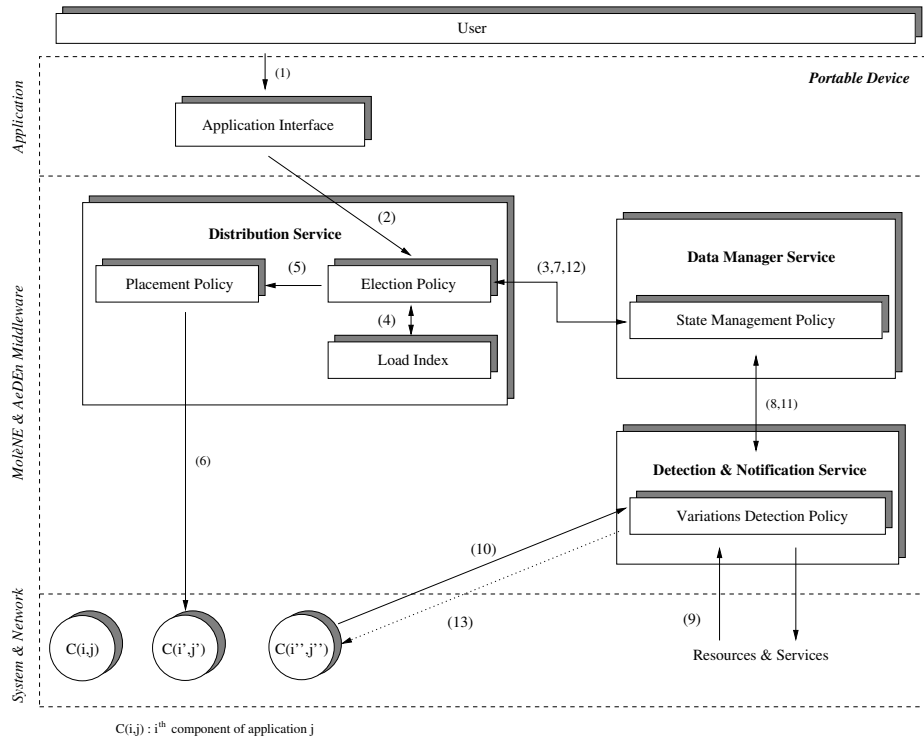 User
(1)
Portable Device
Application
Application Interface
(2)
Distribution Service
Data Manager Service
Placement Policy
(5)
Election Policy
(3,7,12)
State Management Policy
(4)
Load Index
MolèNE & AeDEn Middleware
(8,11)
(6)
Detection & Notification Service
Variations Detection Policy
(10)
(13)
(9)
System & Network
C(i,j)
C(i',j')
C(i'',j'')
Resources & Services
C(i,j) : i^th component of application j